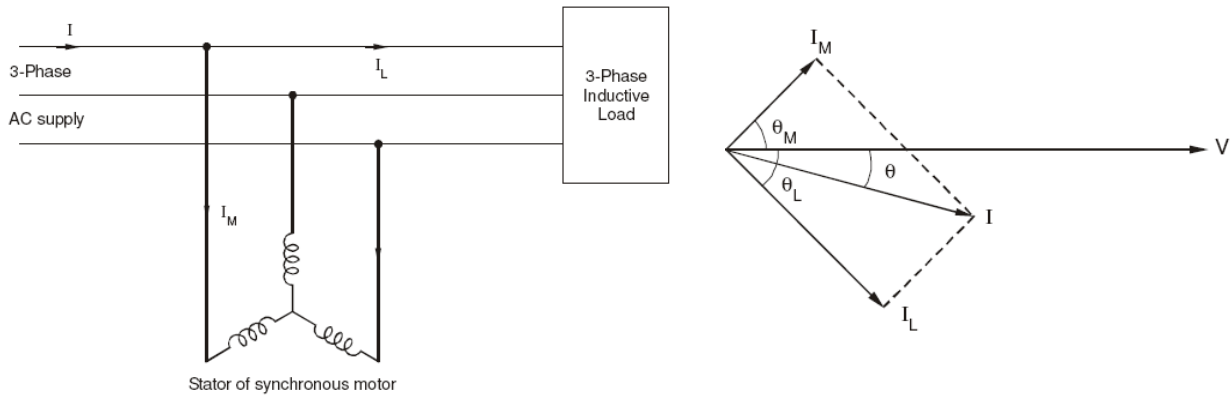 I
I_L
3-Phase
AC supply
3-Phase
Inductive
Load
I_M
Stator of synchronous motor
I_M
θ_M
V
θ
θ_L
I
I_L